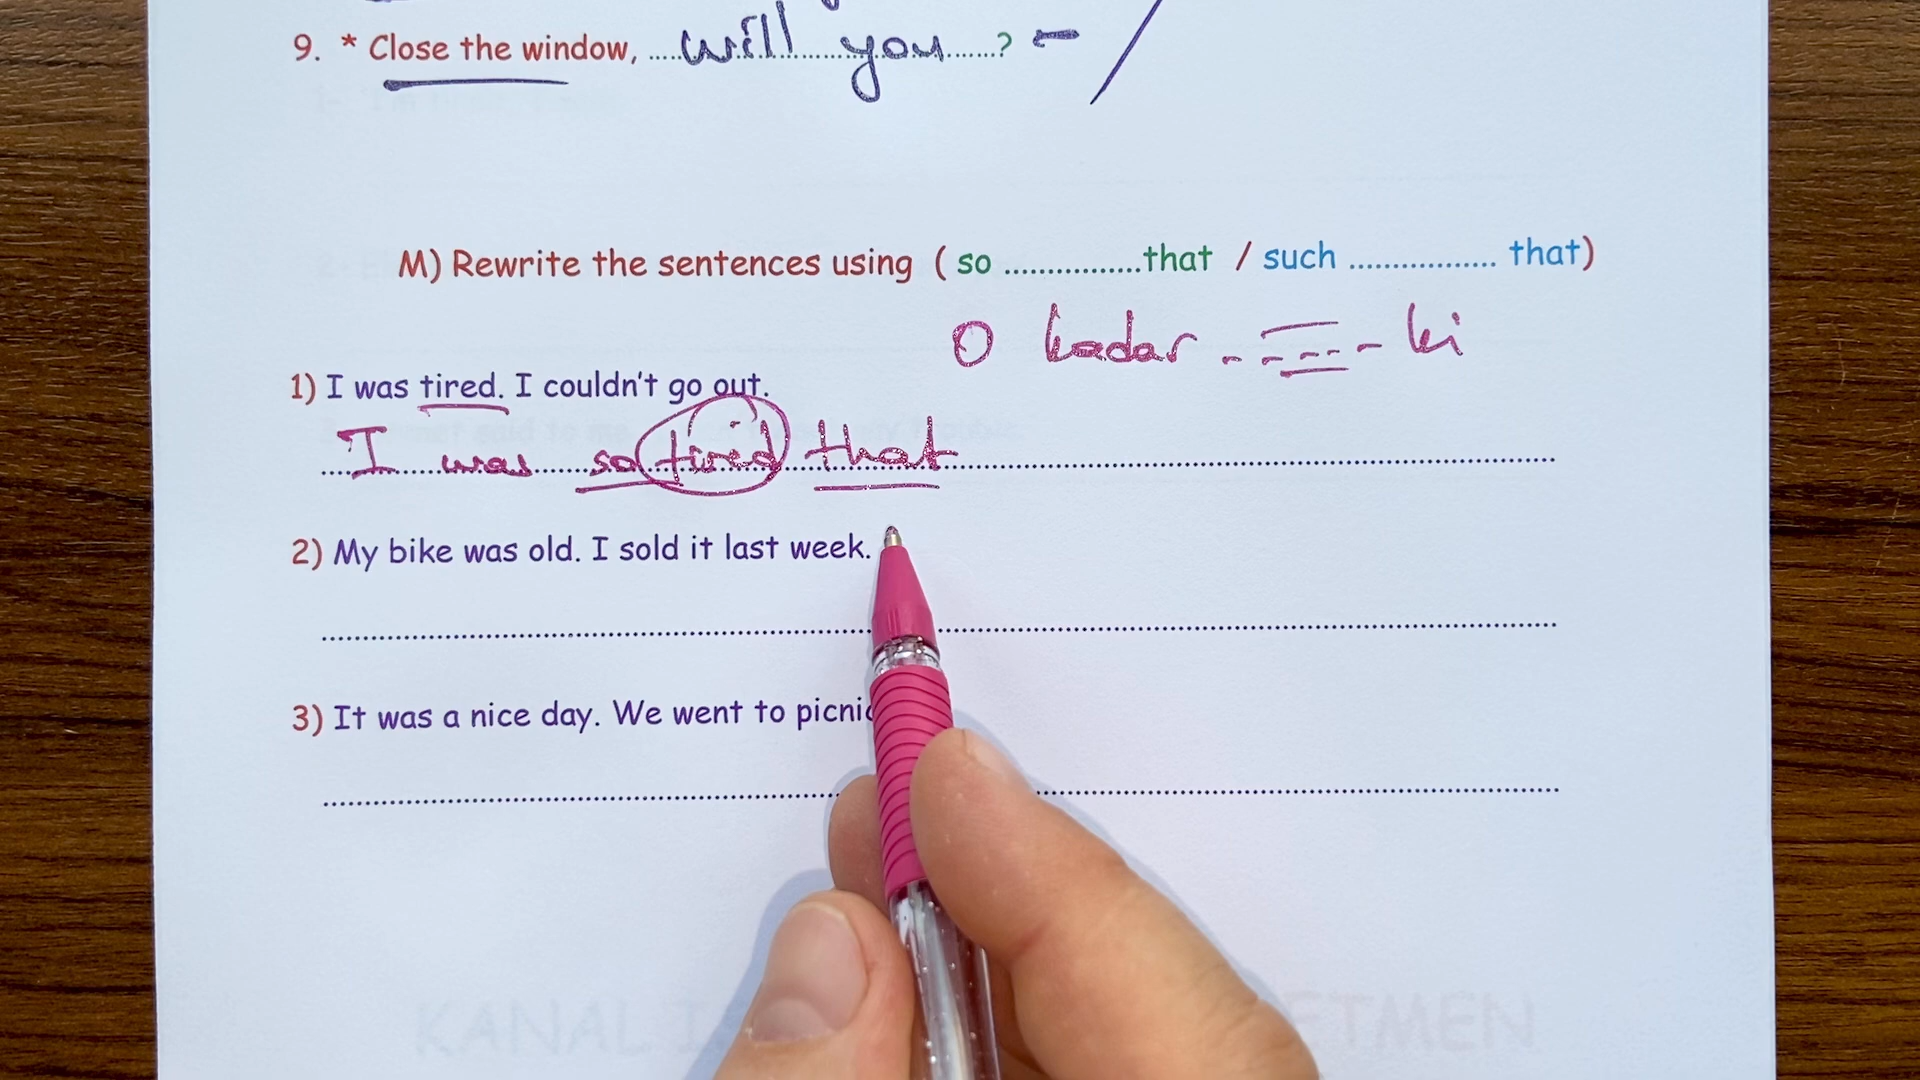 9. * Close the window, ....will....you......? -
M) Rewrite the sentences using ( so ................that / such ................. that)
O kadar - - --- - ki
1) I was tired. I couldn't go out.
I was so tired that
2) My bike was old. I sold it last week.
3) It was a nice day. We went to picnic
KANAL
ETMEN